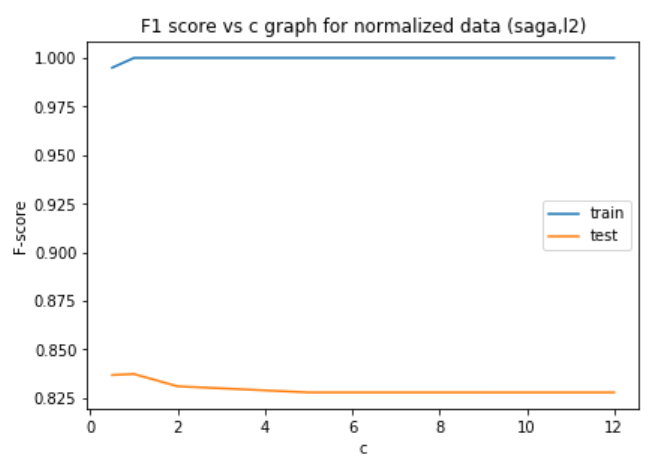 F1 score vs c graph for normalized data (saga,l2)
1.000
0.975
0.950
0.925
0.900
0.875
0.850
0.825
F-score
train
test
0 2 4 6 8 10 12
c